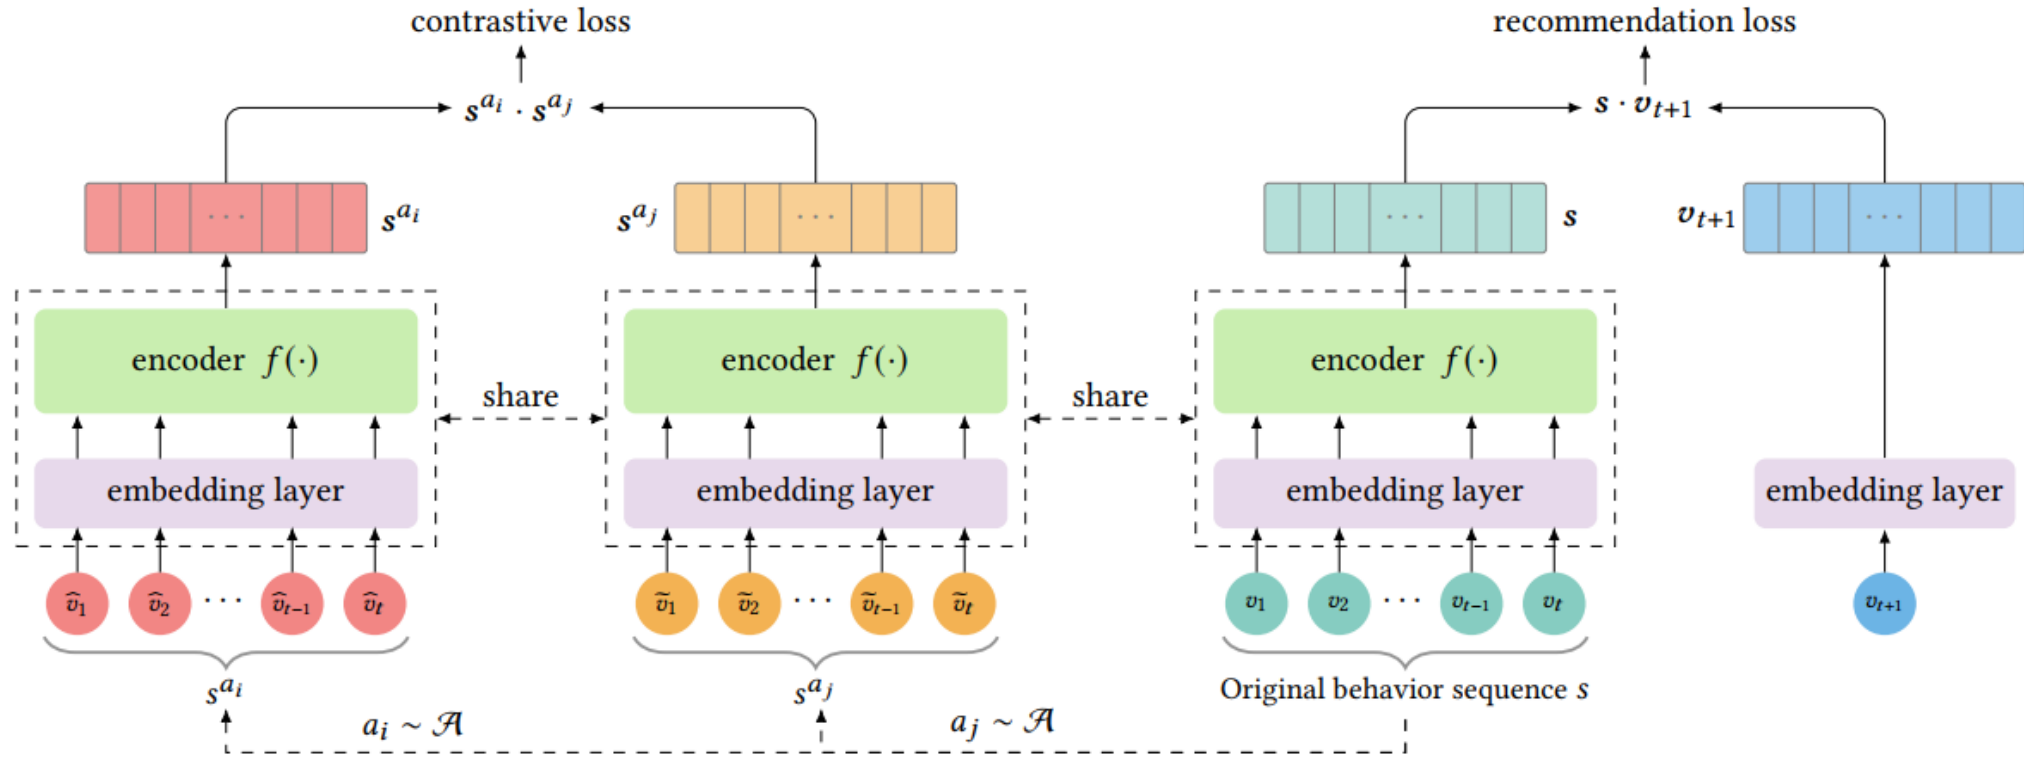 contrastive loss
recommendation loss
s^{a_i} · s^{a_j}
s · v_{t+1}
··· s^{a_i}
s^{a_j} ···
··· s
v_{t+1} ···
encoder f(·)
encoder f(·)
encoder f(·)
share
share
embedding layer
embedding layer
embedding layer
embedding layer
v̂_1 v̂_2 ··· v̂_{t−1} v̂_t
ṽ_1 ṽ_2 ··· ṽ_{t−1} ṽ_t
v_1 v_2 ··· v_{t−1} v_t
v_{t+1}
s^{a_i}
s^{a_j}
Original behavior sequence s
a_i ∼ 𝒜
a_j ∼ 𝒜